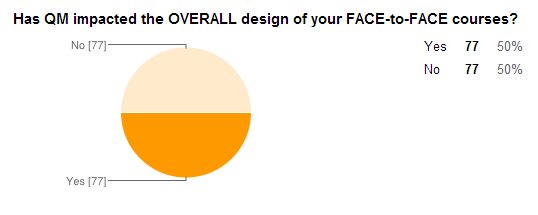 Has QM impacted the OVERALL design of your FACE-to-FACE courses?
No [77]
Yes 77 50%
No 77 50%
Yes [77]